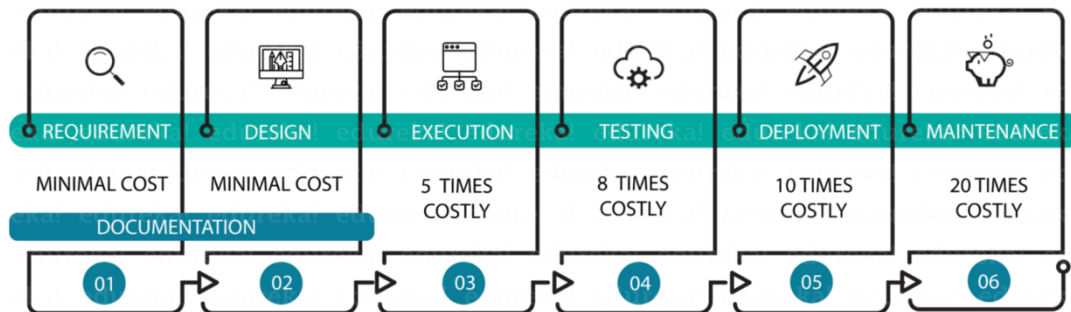 REQUIREMENT DESIGN EXECUTION TESTING DEPLOYMENT MAINTENANCE
MINIMAL COST MINIMAL COST 5 TIMES COSTLY 8 TIMES COSTLY 10 TIMES COSTLY 20 TIMES COSTLY
DOCUMENTATION
01 02 03 04 05 06